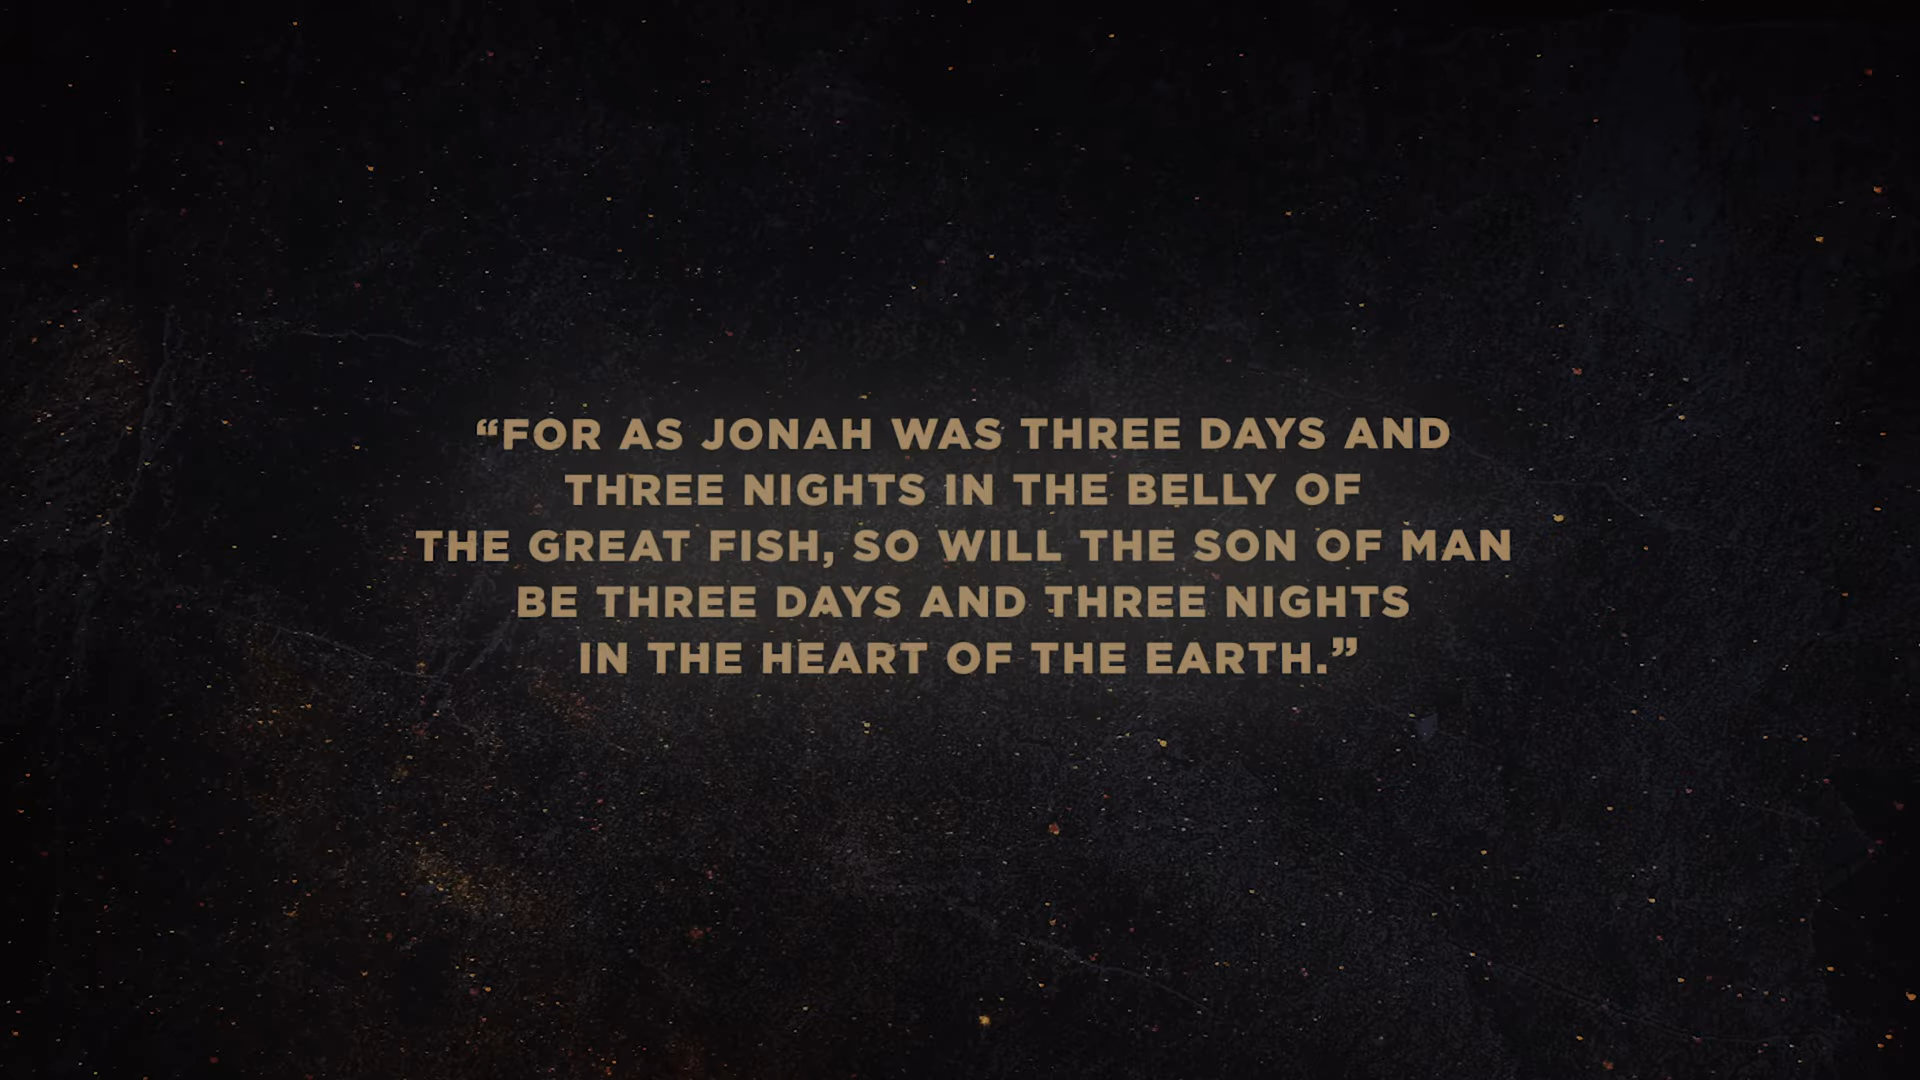 “FOR AS JONAH WAS THREE DAYS AND
THREE NIGHTS IN THE BELLY OF
THE GREAT FISH, SO WILL THE SON OF MAN
BE THREE DAYS AND THREE NIGHTS
IN THE HEART OF THE EARTH.”